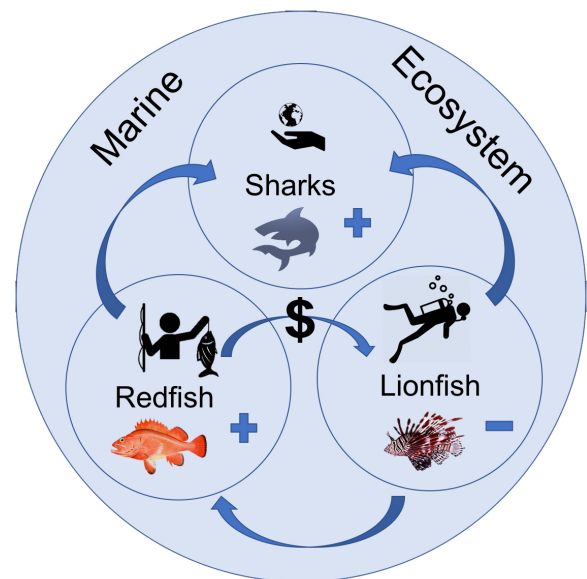 Marine
Ecosystem
Sharks
+
$
Redfish
+
Lionfish
-